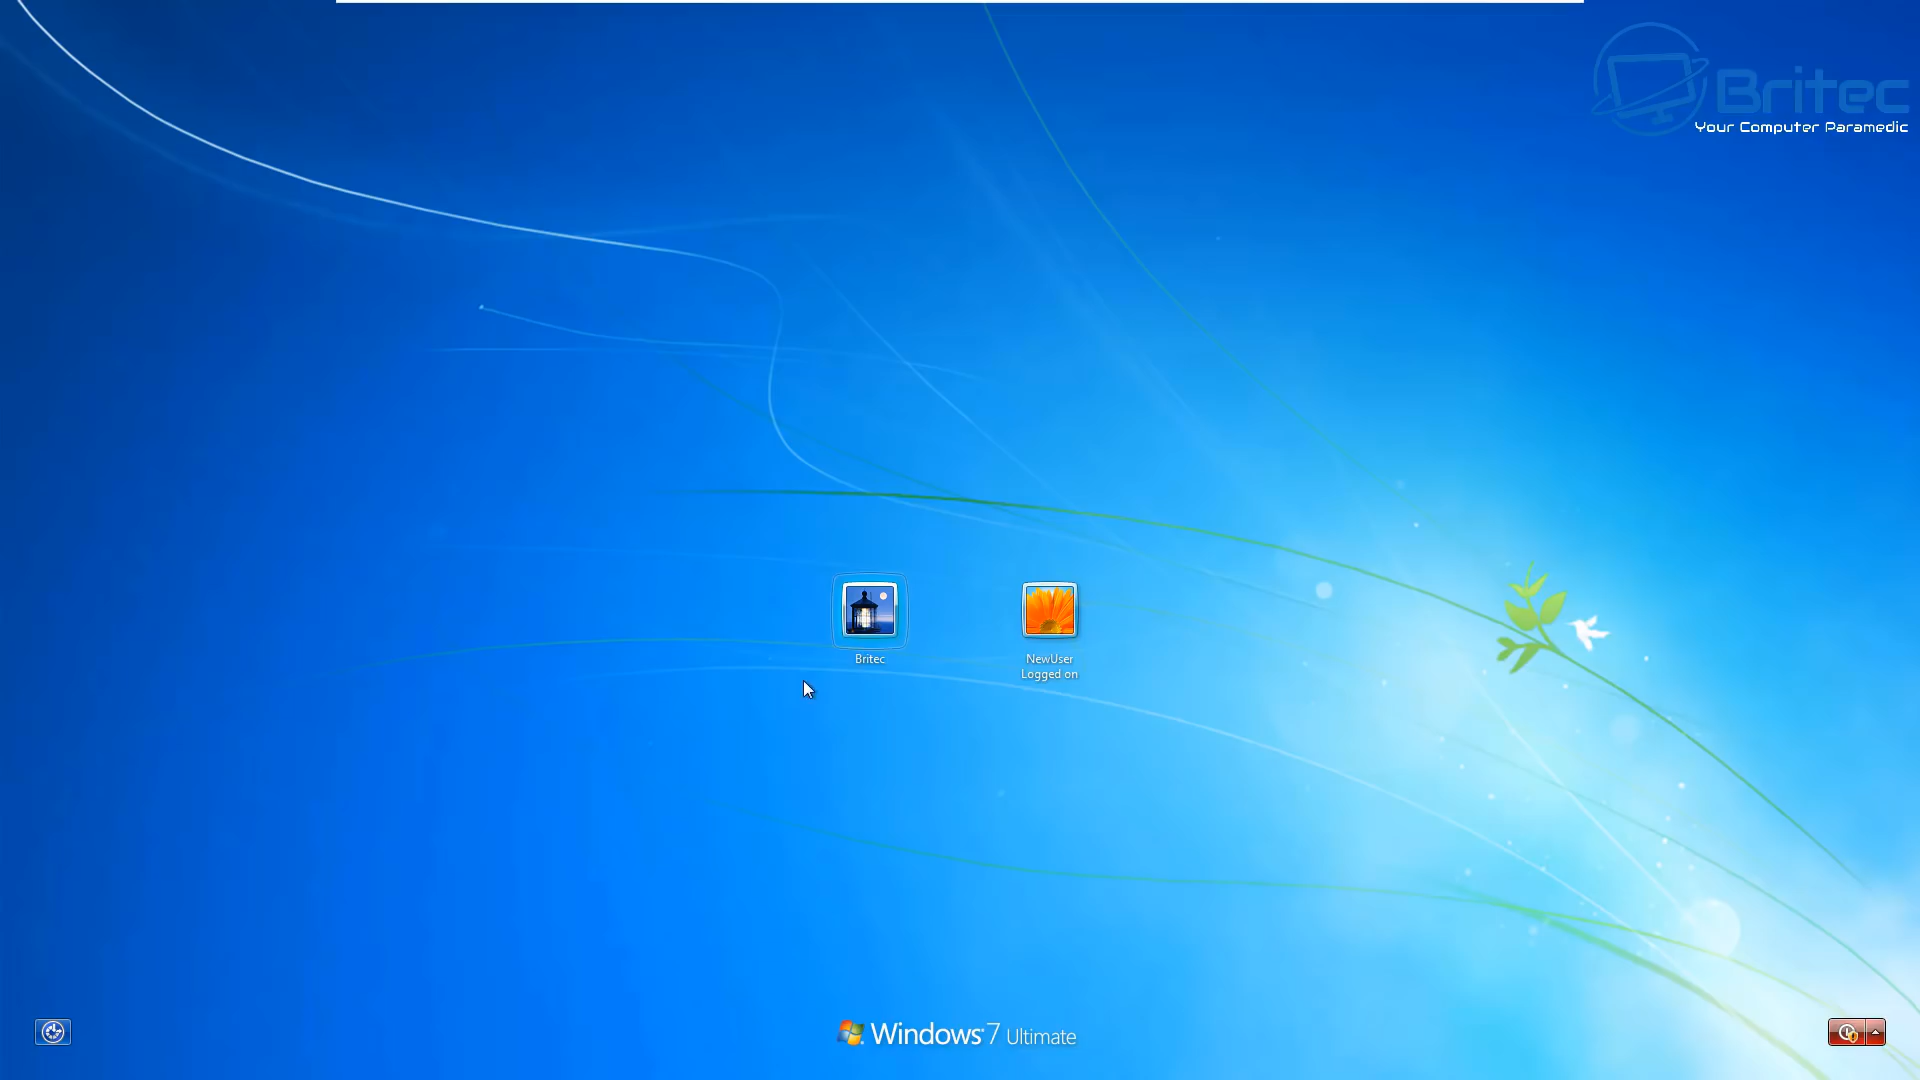 Britec
Your Computer Paramedic
Britec
NewUser
Logged on
Windows 7 Ultimate